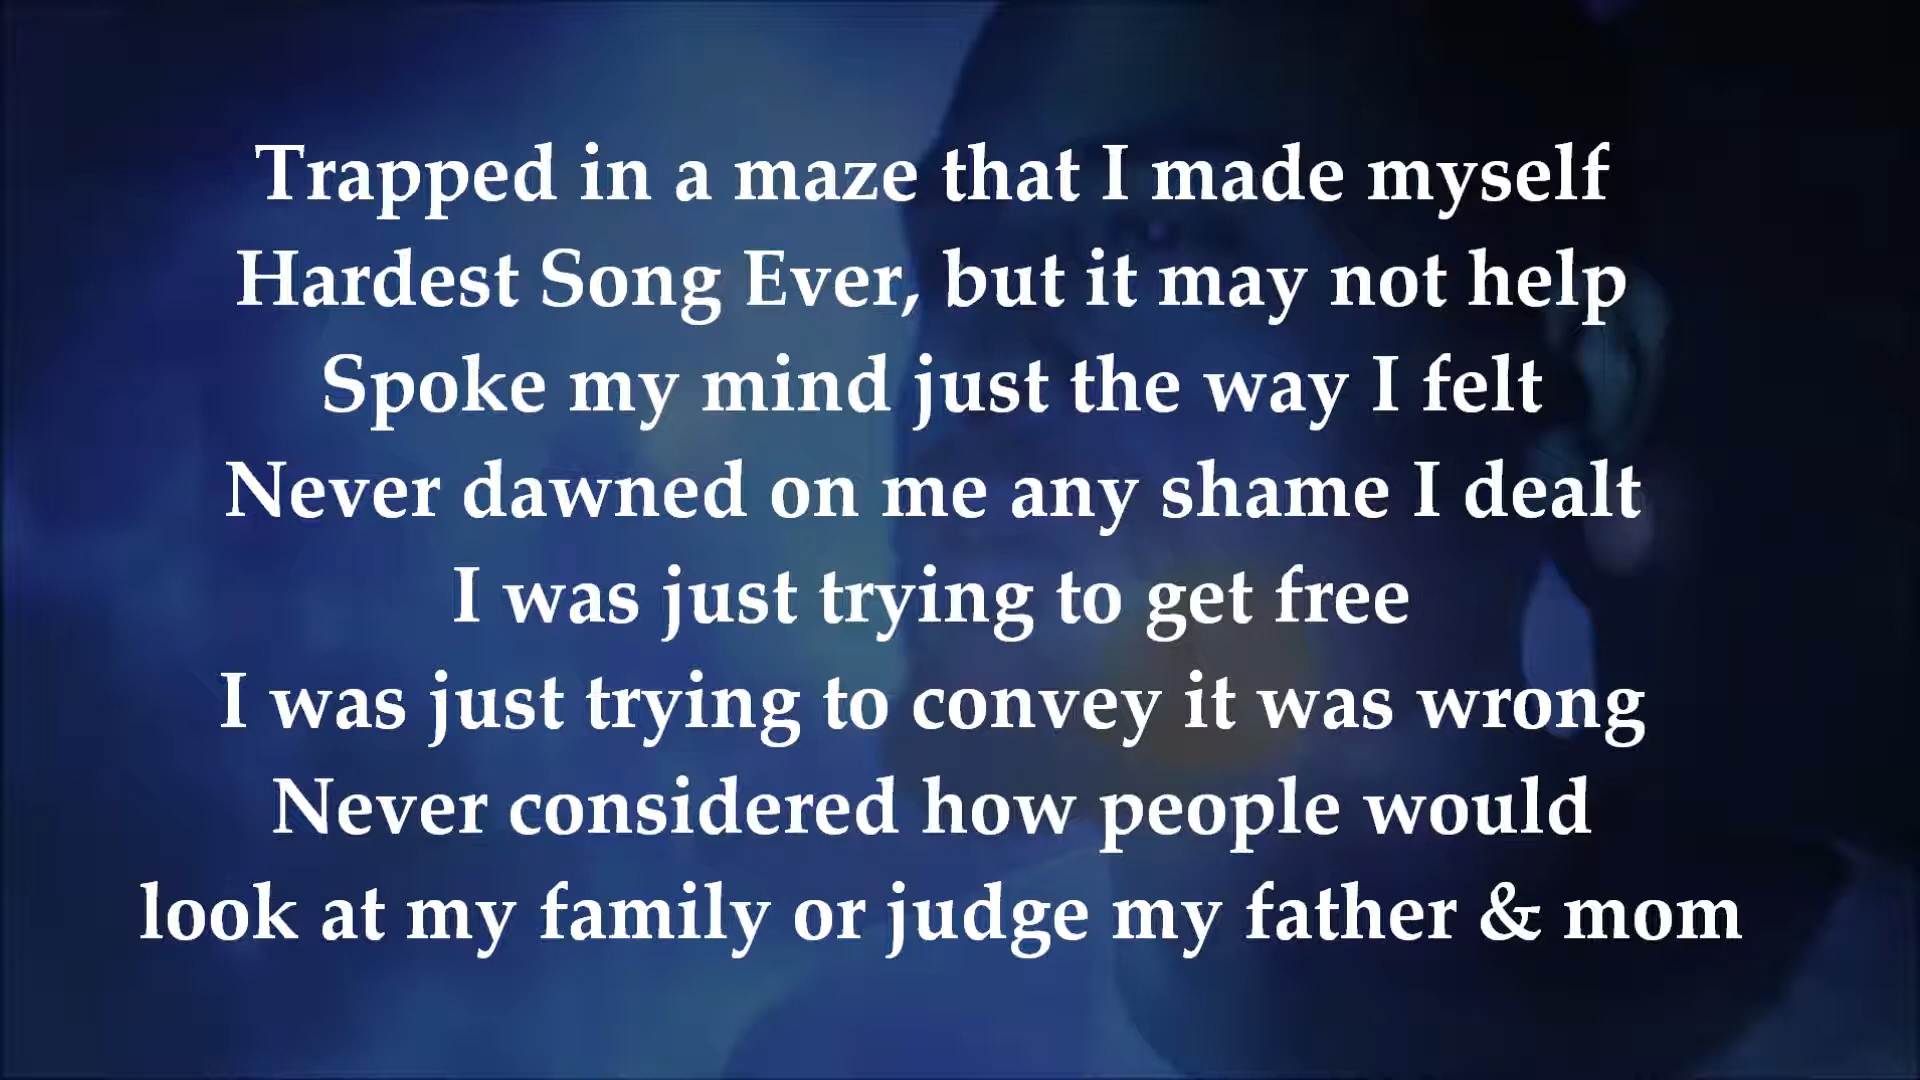 Trapped in a maze that I made myself
Hardest Song Ever, but it may not help
Spoke my mind just the way I felt
Never dawned on me any shame I dealt
I was just trying to get free
I was just trying to convey it was wrong
Never considered how people would
look at my family or judge my father & mom